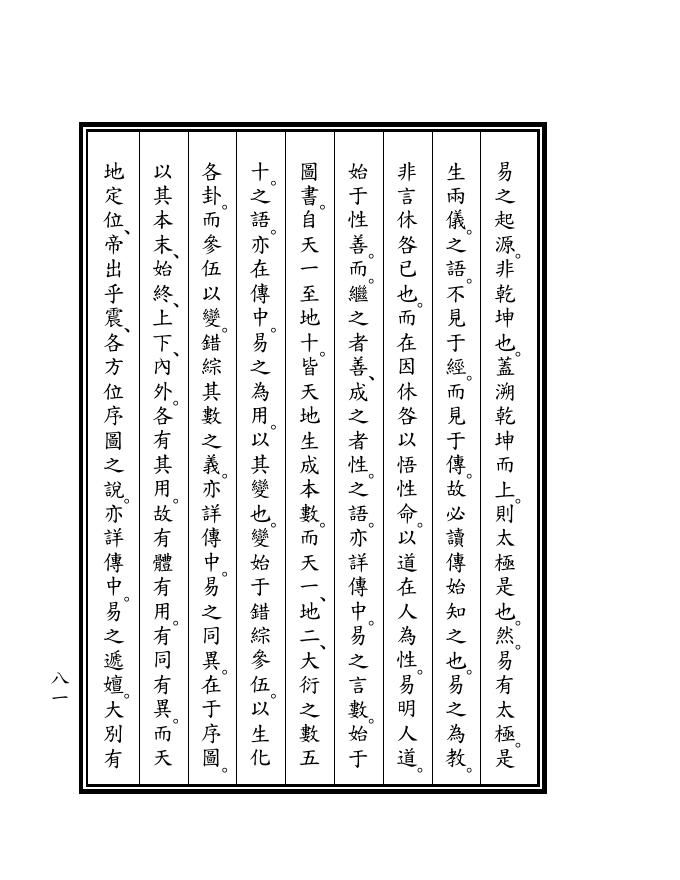 易之起源。非乾坤也。蓋溯乾坤而上。則太極是也。然。易有太極。是
生兩儀。之語。不見于經。而見于傳。故必讀傳始知之也。易之為教。
非言休咎已也。而在因休咎以悟性命。以道在人為性。易明人道。
始于性善。而。繼之者善、成之者性。之語。亦詳傳中。易之言數。始于
圖書。自天一至地十。皆天地生成本數。而天一、地二、大衍之數五
十。之語。亦在傳中。易之為用。以其變也。變始于錯綜參伍。以生化
各卦。而參伍以變。錯綜其數之義。亦詳傳中。易之同異。在于序圖。
以其本末、始終、上下、內外。各有其用。故有體有用。有同有異。而天
地定位、帝出乎震、各方位序圖之說。亦詳傳中。易之遞嬗。大別有
八一